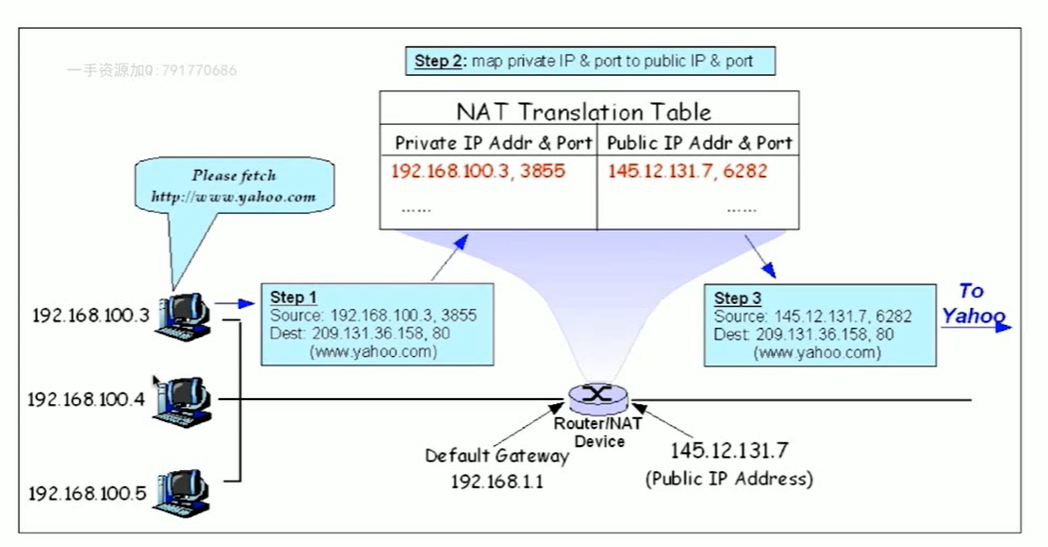 一手资源加Q:791770686
Step 2: map private IP & port to public IP & port
NAT Translation Table
Private IP Addr & Port
Public IP Addr & Port
192.168.100.3, 3855
145.12.131.7, 6282
......
......
Please fetch
http://www.yahoo.com
192.168.100.3
Step 1
Source: 192.168.100.3, 3855
Dest: 209.131.36.158, 80
(www.yahoo.com)
Step 3
Source: 145.12.131.7, 6282
Dest: 209.131.36.158, 80
(www.yahoo.com)
To
Yahoo
192.168.100.4
Router/NAT
Device
Default Gateway
192.168.1.1
145.12.131.7
(Public IP Address)
192.168.100.5